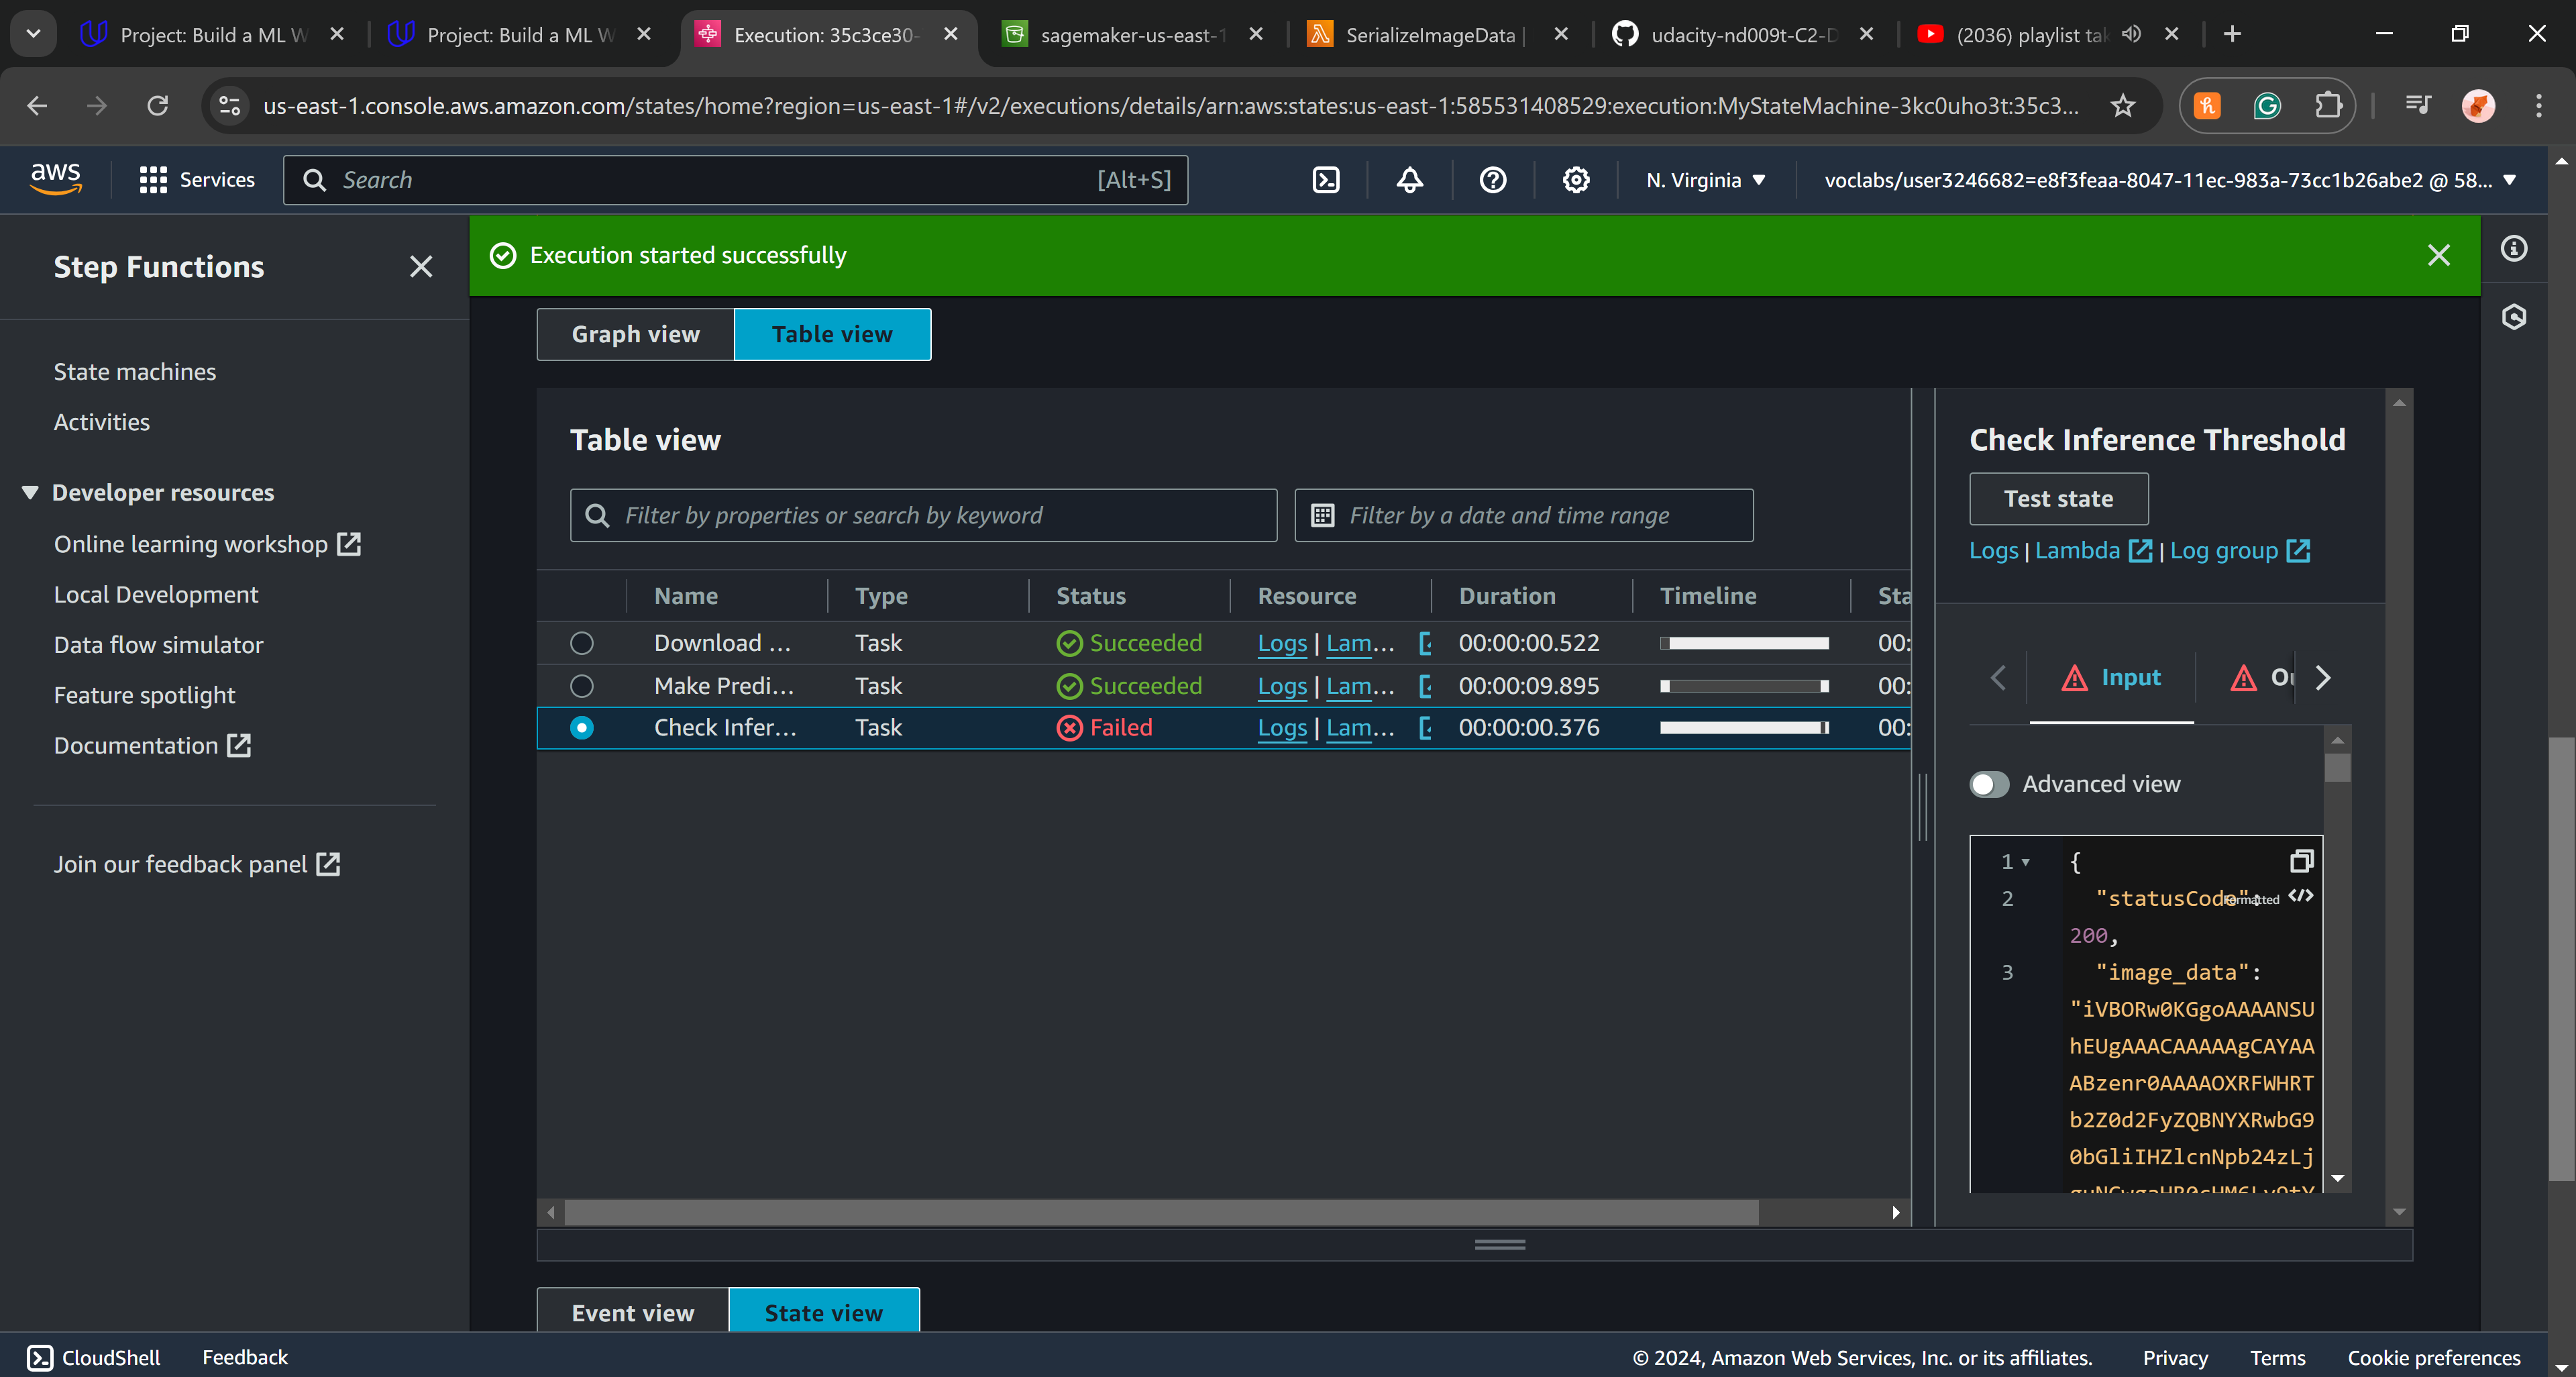 Project: Build a ML W
Project: Build a ML W
Execution: 35c3ce30-
sagemaker-us-east-1
SerializeImageData |
udacity-nd009t-C2-D
(2036) playlist tak
us-east-1.console.aws.amazon.com/states/home?region=us-east-1#/v2/executions/details/arn:aws:states:us-east-1:585531408529:execution:MyStateMachine-3kc0uho3t:35c3...
aws
Services
Search
[Alt+S]
N. Virginia
voclabs/user3246682=e8f3feaa-8047-11ec-983a-73cc1b26abe2 @ 58...
Step Functions
Execution started successfully
State machines
Activities
Developer resources
Online learning workshop
Local Development
Data flow simulator
Feature spotlight
Documentation
Join our feedback panel
Graph view
Table view
Table view
Filter by properties or search by keyword
Filter by a date and time range
Name Type Status Resource Duration Timeline Sta
Download ... Task Succeeded Logs | Lam... 00:00:00.522 00:
Make Predi... Task Succeeded Logs | Lam... 00:00:09.895 00:
Check Infer... Task Failed Logs | Lam... 00:00:00.376 00:
Check Inference Threshold
Test state
Logs | Lambda | Log group
Input
Advanced view
1 {
2 "statusCode":
Formatted
200,
3 "image_data":
"iVBORw0KGgoAAAANSU
hEUgAAACAAAAAgCAYAA
ABzenr0AAAAOXRFWHRT
b2Z0d2FyZQBNYXRwbG9
0bGliIHZlcnNpb24zLj
Event view
State view
CloudShell
Feedback
© 2024, Amazon Web Services, Inc. or its affiliates.
Privacy
Terms
Cookie preferences